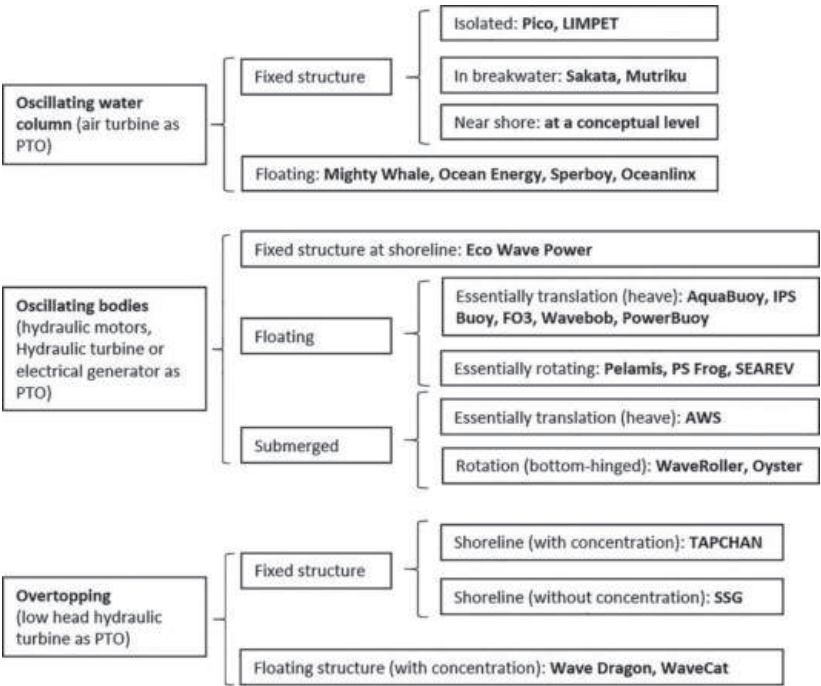 Oscillating water
column (air turbine as
PTO)
Fixed structure
Isolated: Pico, LIMPET
In breakwater: Sakata, Mutriku
Near shore: at a conceptual level
Floating: Mighty Whale, Ocean Energy, Sperboy, Oceanlinx
Oscillating bodies
(hydraulic motors,
Hydraulic turbine or
electrical generator as
PTO)
Fixed structure at shoreline: Eco Wave Power
Floating
Essentially translation (heave): AquaBuoy, IPS
Buoy, FO3, Wavebob, PowerBuoy
Essentially rotating: Pelamis, PS Frog, SEAREV
Submerged
Essentially translation (heave): AWS
Rotation (bottom-hinged): WaveRoller, Oyster
Overtopping
(low head hydraulic
turbine as PTO)
Fixed structure
Shoreline (with concentration): TAPCHAN
Shoreline (without concentration): SSG
Floating structure (with concentration): Wave Dragon, WaveCat